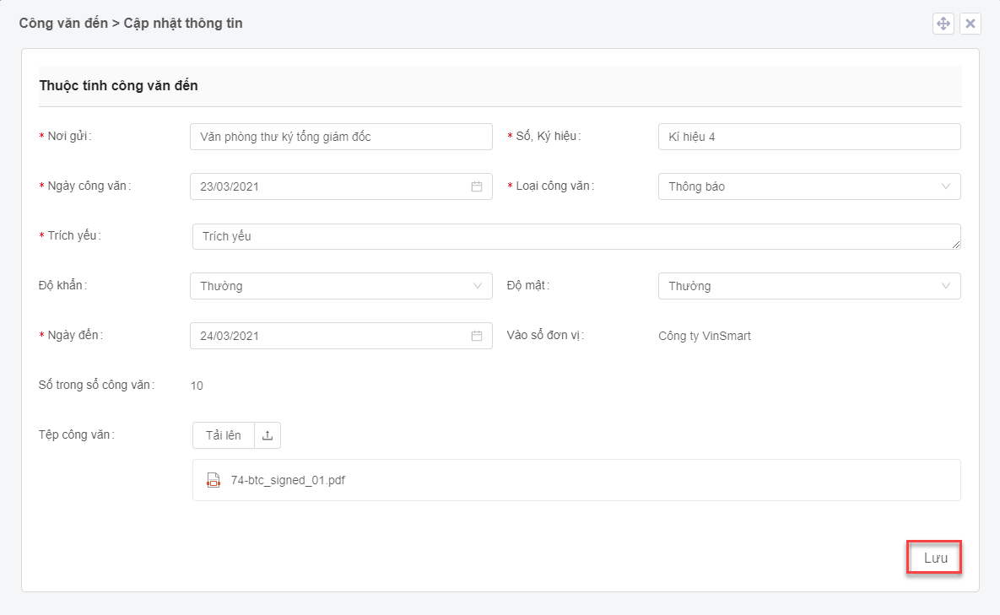 Công văn đến > Cập nhật thông tin
Thuộc tính công văn đến
* Nơi gửi: Văn phòng thư ký tổng giám đốc * Số, Ký hiệu: Kí hiệu 4
* Ngày công văn: 23/03/2021 * Loại công văn: Thông báo
* Trích yếu: Trích yếu
Độ khẩn: Thường Độ mật: Thường
* Ngày đến: 24/03/2021 Vào sổ đơn vị: Công ty VinSmart
Số trong sổ công văn: 10
Tệp công văn: Tải lên
74-btc_signed_01.pdf
Lưu